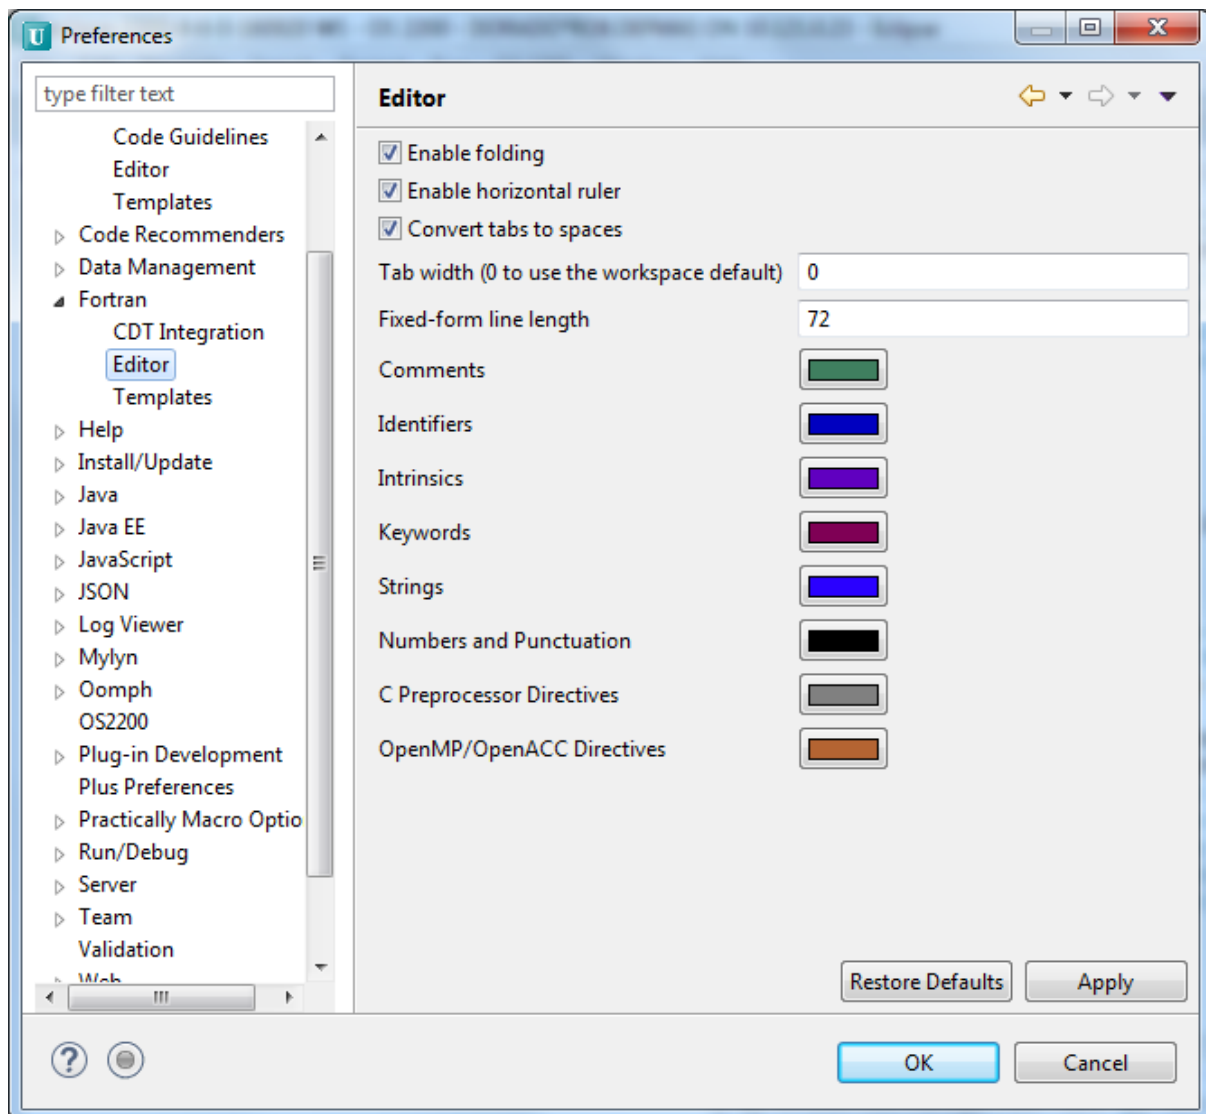 Preferences
type filter text
Code Guidelines
Editor
Templates
Code Recommenders
Data Management
Fortran
CDT Integration
Editor
Templates
Help
Install/Update
Java
Java EE
JavaScript
JSON
Log Viewer
Mylyn
Oomph
OS2200
Plug-in Development
Plus Preferences
Practically Macro Optio
Run/Debug
Server
Team
Validation
Web
Editor
Enable folding
Enable horizontal ruler
Convert tabs to spaces
Tab width (0 to use the workspace default) 0
Fixed-form line length 72
Comments
Identifiers
Intrinsics
Keywords
Strings
Numbers and Punctuation
C Preprocessor Directives
OpenMP/OpenACC Directives
Restore Defaults Apply
OK Cancel